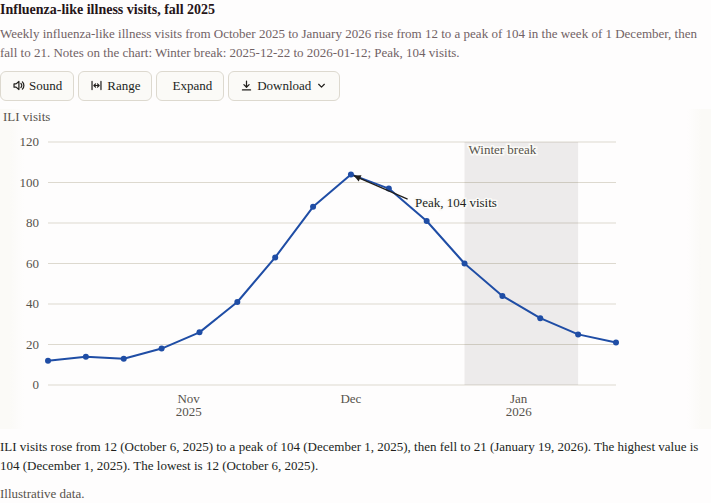 Influenza-like illness visits, fall 2025
Weekly influenza-like illness visits from October 2025 to January 2026 rise from 12 to a peak of 104 in the week of 1 December, then
fall to 21. Notes on the chart: Winter break: 2025-12-22 to 2026-01-12; Peak, 104 visits.
Sound Range Expand Download
ILI visits
120
Winter break
100
Peak, 104 visits
80
60
40
20
0
Nov Dec Jan
2025 2026
ILI visits rose from 12 (October 6, 2025) to a peak of 104 (December 1, 2025), then fell to 21 (January 19, 2026). The highest value is
104 (December 1, 2025). The lowest is 12 (October 6, 2025).
Illustrative data.